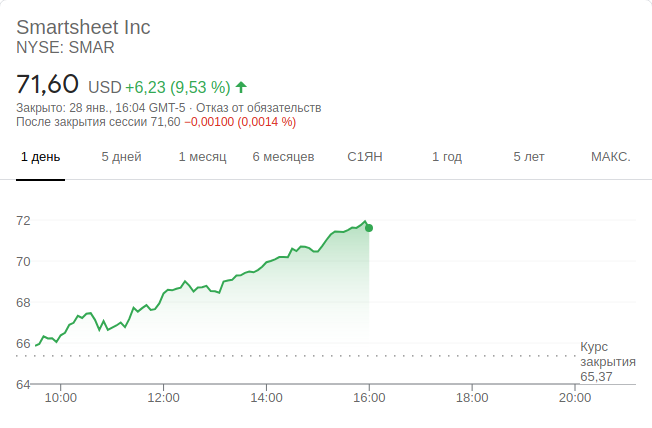 Smartsheet Inc
NYSE: SMAR
71,60 USD +6,23 (9,53 %)
Закрыто: 28 янв., 16:04 GMT-5 · Отказ от обязательств
После закрытия сессии 71,60 −0,00100 (0,0014 %)
1 день 5 дней 1 месяц 6 месяцев С1ЯН 1 год 5 лет МАКС.
72
70
68
66
Курс
закрытия
65,37
64
10:00 12:00 14:00 16:00 18:00 20:00